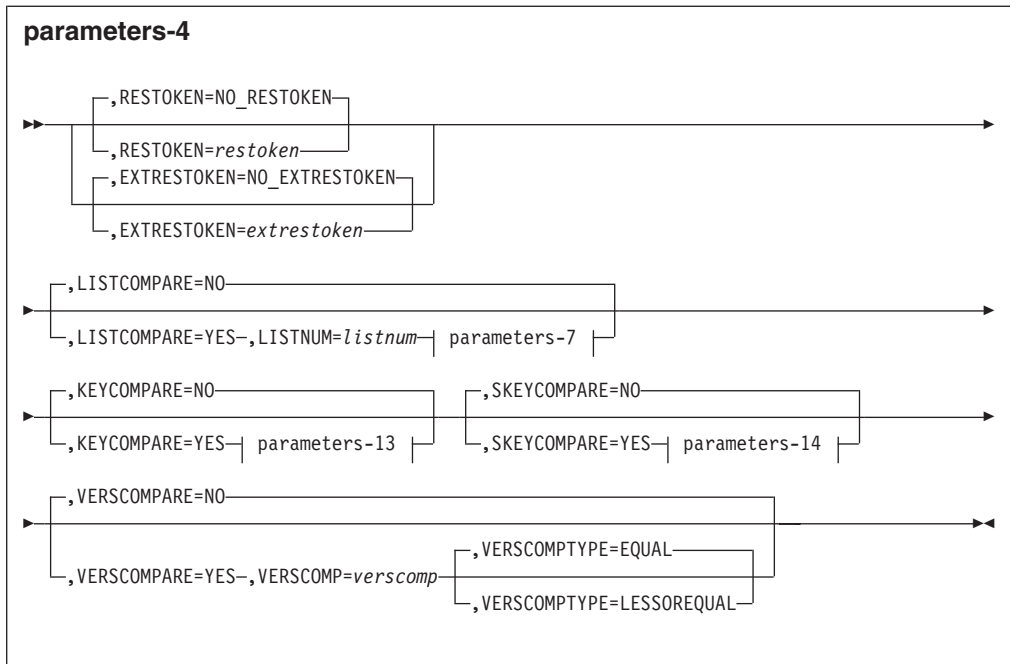 parameters-4
,RESTOKEN=NO_RESTOKEN
,RESTOKEN=restoken
,EXTRESTOKEN=NO_EXTRESTOKEN
,EXTRESTOKEN=extrestoken
,LISTCOMPARE=NO
,LISTCOMPARE=YES ,LISTNUM=listnum parameters-7
,KEYCOMPARE=NO ,SKEYCOMPARE=NO
,KEYCOMPARE=YES parameters-13 ,SKEYCOMPARE=YES parameters-14
,VERSCOMPARE=NO
,VERSCOMPTYPE=EQUAL
,VERSCOMPARE=YES ,VERSCOMP=verscomp
,VERSCOMPTYPE=LESSOREQUAL